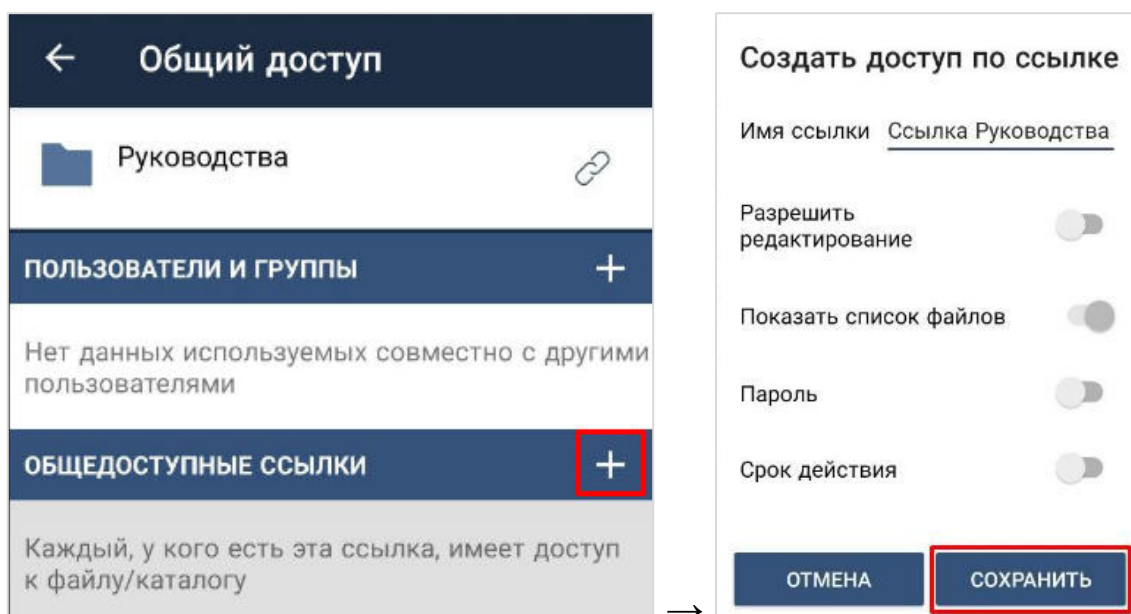 Общий доступ
Руководства
ПОЛЬЗОВАТЕЛИ И ГРУППЫ
Нет данных используемых совместно с другими
пользователями
ОБЩЕДОСТУПНЫЕ ССЫЛКИ
Каждый, у кого есть эта ссылка, имеет доступ
к файлу/каталогу
→
Создать доступ по ссылке
Имя ссылки Ссылка Руководства
Разрешить
редактирование
Показать список файлов
Пароль
Срок действия
ОТМЕНА СОХРАНИТЬ